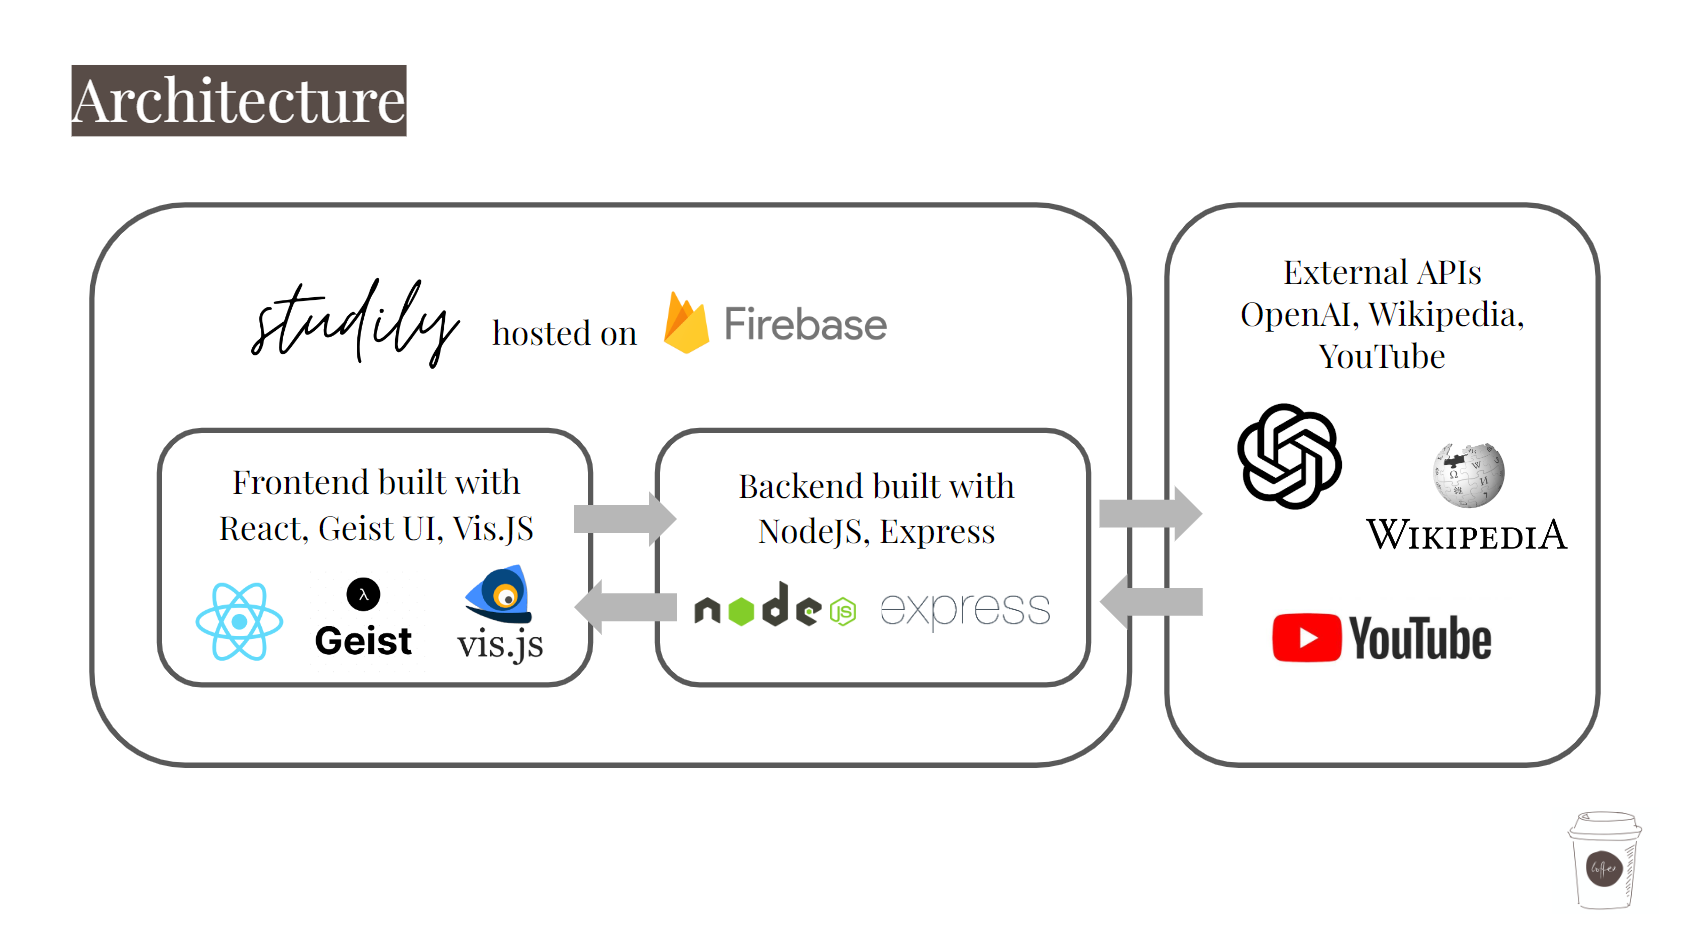 Architecture
studily hosted on Firebase
Frontend built with
React, Geist UI, Vis.JS
λ
Geist
vis.js
Backend built with
NodeJS, Express
node JS express
External APIs
OpenAI, Wikipedia,
YouTube
Ω W И
WIKIPEDIA
YouTube
Coffee